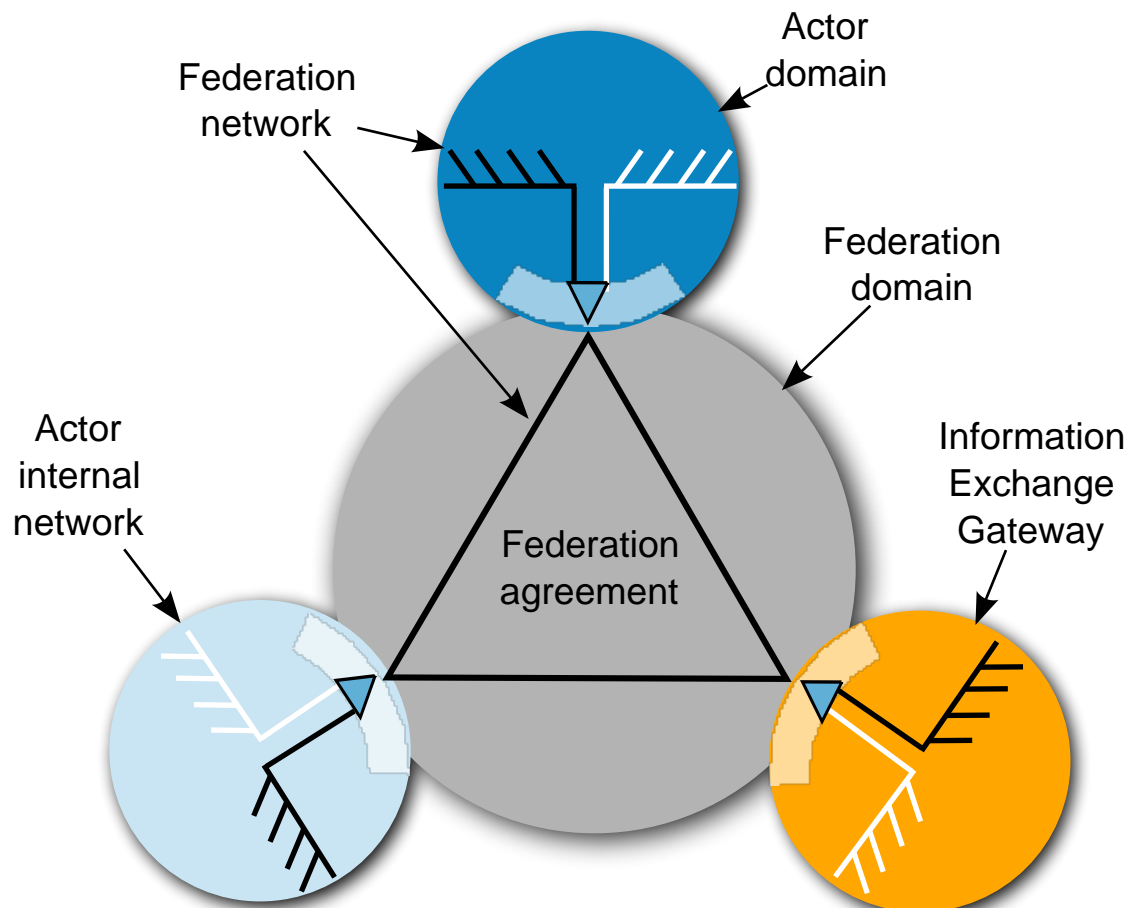 Actor
domain
Federation
network
Federation
domain
Actor
internal
network
Information
Exchange
Gateway
Federation
agreement